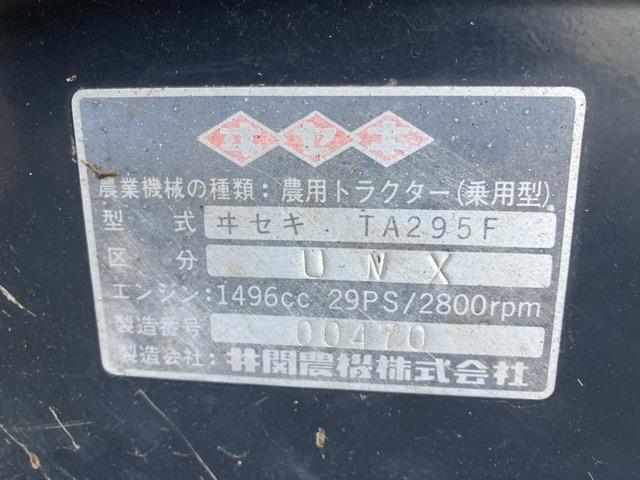 ヰセキ
農業機械の種類：農用トラクター(乗用型)
型式 ヰセキ TA295F
区分 UNX
エンジン：1496cc 29PS/2800rpm
製造番号 00470
製造会社：井関農機株式会社